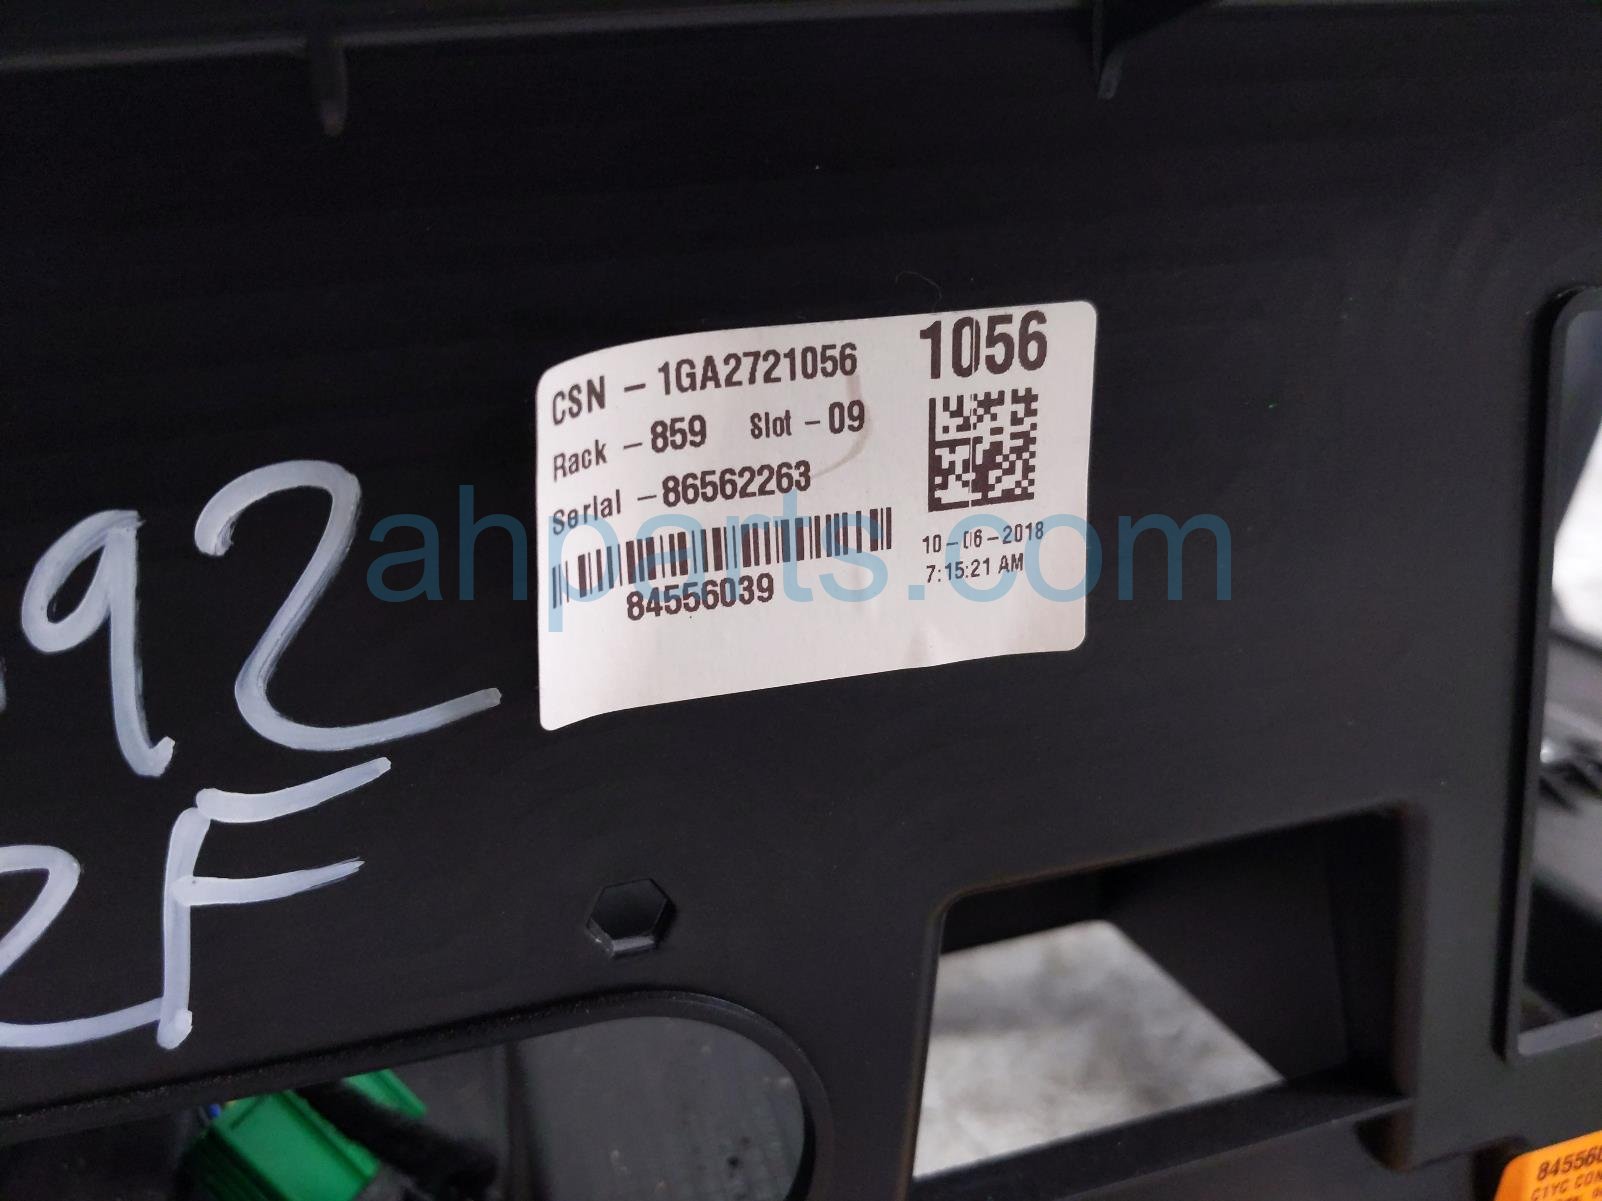 CSN - 1GA2721056
1056
Rack - 859 Slot - 09
Serial - 86562263
84556039
10-06-2018
7:15:21 AM
ahparts.com
92
2F